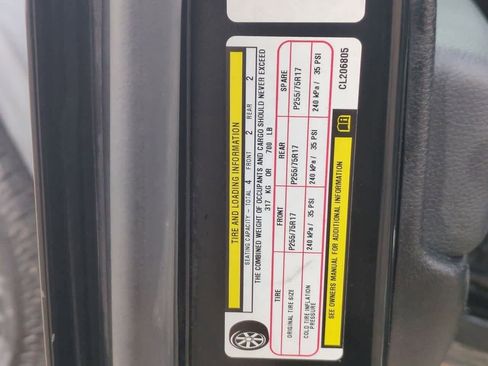 TIRE AND LOADING INFORMATION
SEATING CAPACITY - TOTAL 4 FRONT 2 REAR 2
THE COMBINED WEIGHT OF OCCUPANTS AND CARGO SHOULD NEVER EXCEED
317 KG OR 700 LB
TIRE FRONT REAR SPARE
ORIGINAL TIRE SIZE P255/75R17 P255/75R17 P255/75R17
COLD TIRE INFLATION PRESSURE 240 kPa / 35 PSI 240 kPa / 35 PSI 240 kPa / 35 PSI
SEE OWNERS MANUAL FOR ADDITIONAL INFORMATION
CL206805